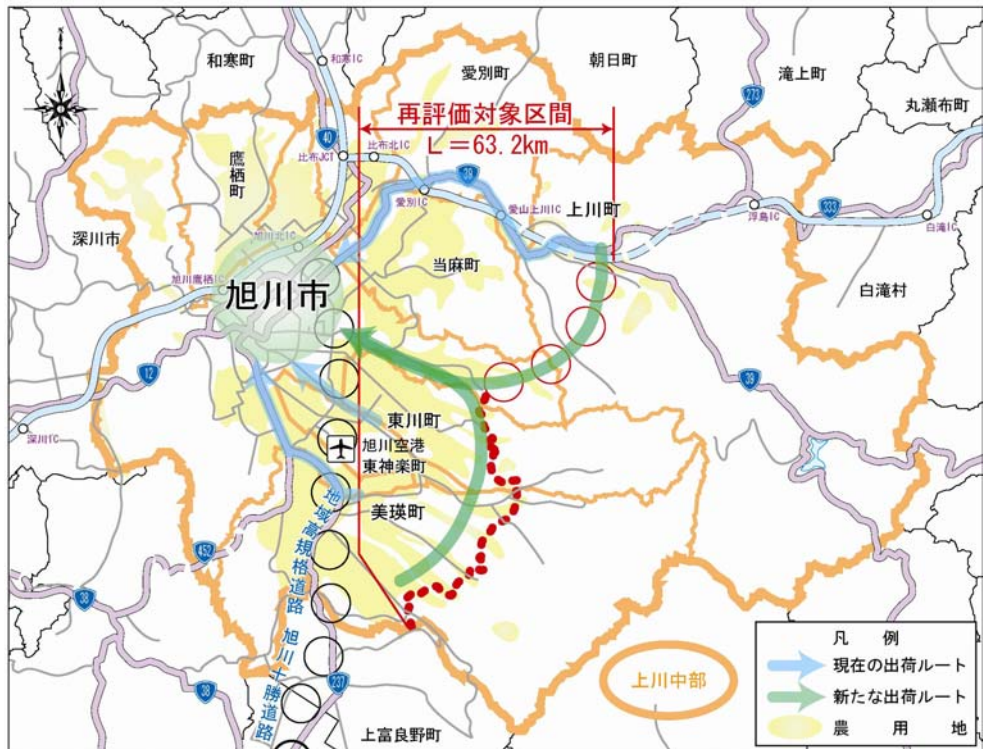 和寒町
和寒IC
愛別町
朝日町
滝上町
丸瀬布町
273
再評価対象区間
L=63.2km
40
比布JCT
比布北IC
39
愛別IC
愛山上川IC
上川町
浮島IC
333
白滝IC
鷹栖町
深川市
旭川北IC
旭川鷹栖IC
旭川市
当麻町
白滝村
12
39
深川IC
東川町
旭川空港
東神楽町
美瑛町
地域高規格道路 旭川十勝道路
452
38
38
237
上富良野町
上川中部
凡 例
現在の出荷ルート
新たな出荷ルート
農 用 地